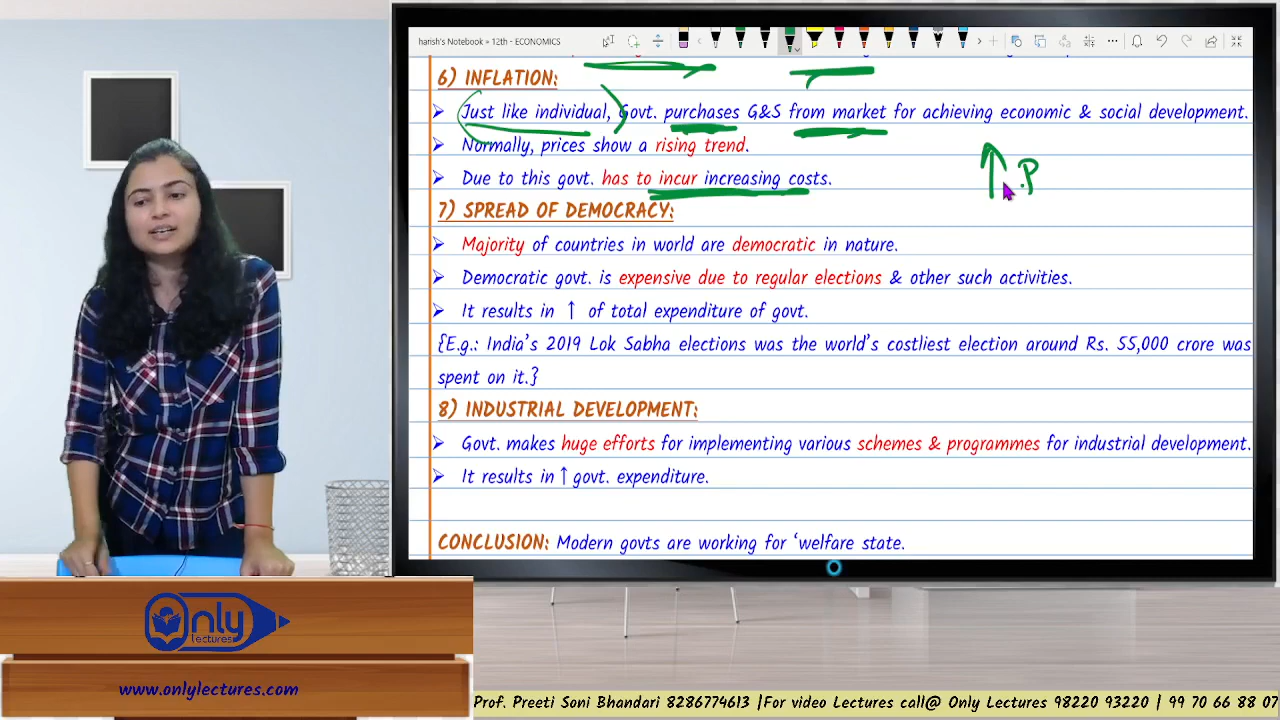 harish's Notebook » 12th - ECONOMICS
6) INFLATION:
➢ Just like individual, Govt. purchases G&S from market for achieving economic & social development.
➢ Normally, prices show a rising trend.
➢ Due to this govt. has to incur increasing costs.
↑ P
7) SPREAD OF DEMOCRACY:
➢ Majority of countries in world are democratic in nature.
➢ Democratic govt. is expensive due to regular elections & other such activities.
➢ It results in ↑ of total expenditure of govt.
{E.g.: India's 2019 Lok Sabha elections was the world's costliest election around Rs. 55,000 crore was
spent on it.}
8) INDUSTRIAL DEVELOPMENT:
➢ Govt. makes huge efforts for implementing various schemes & programmes for industrial development.
➢ It results in ↑ govt. expenditure.
CONCLUSION: Modern govts are working for 'welfare state.
Only
lectures
www.onlylectures.com
Prof. Preeti Soni Bhandari 8286774613 |For video Lectures call@ Only Lectures 98220 93220 | 99 70 66 88 07